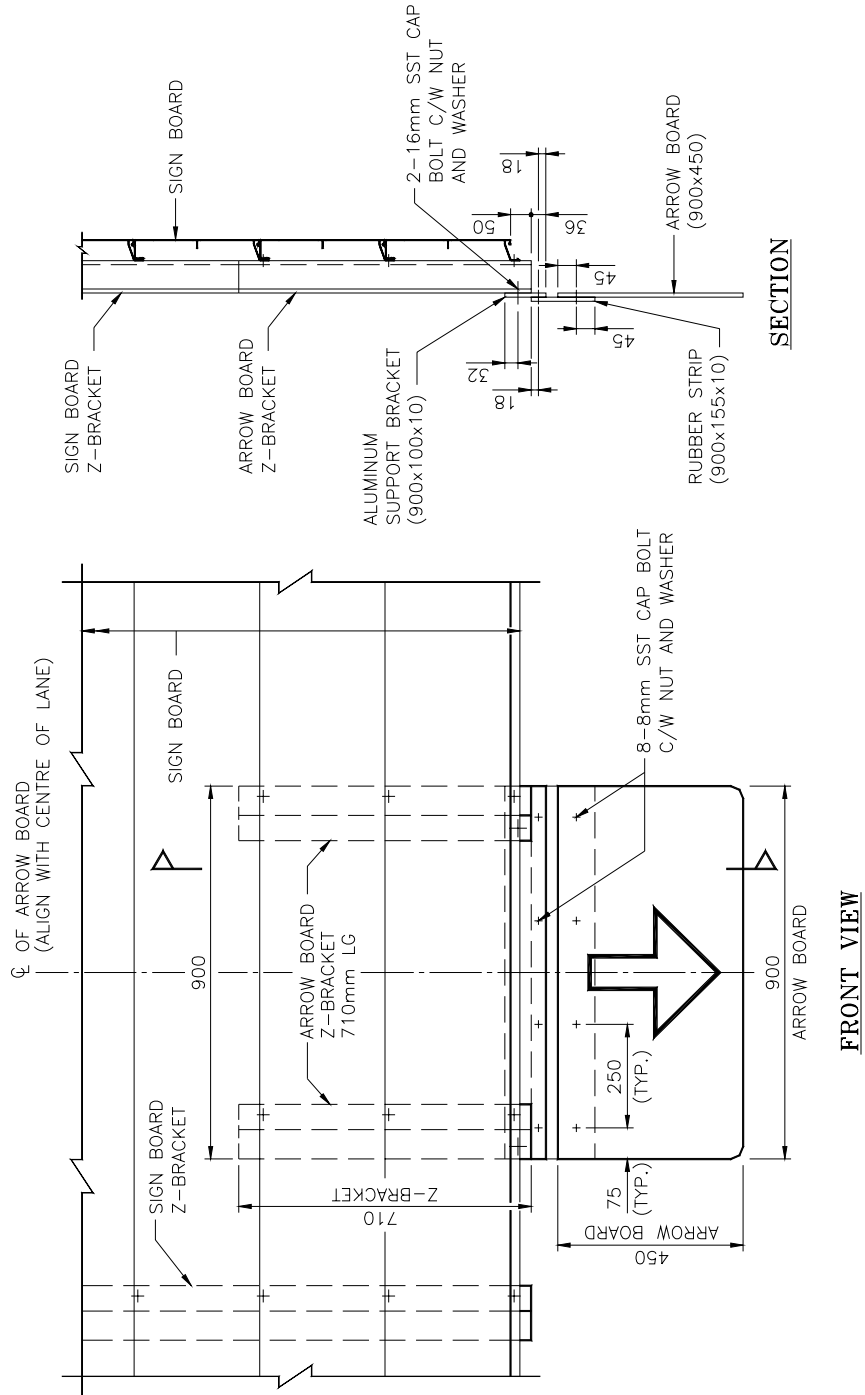 ℄ OF ARROW BOARD
(ALIGN WITH CENTRE OF LANE)
SIGN BOARD
Z-BRACKET
900
SIGN BOARD
ARROW BOARD
Z-BRACKET
710mm LG
710
Z-BRACKET
8-8mm SST CAP BOLT
C/W NUT AND WASHER
75
(TYP.)
250
(TYP.)
450
ARROW BOARD
900
ARROW BOARD
FRONT VIEW
SIGN BOARD
Z-BRACKET
SIGN BOARD
ARROW BOARD
Z-BRACKET
ALUMINUM
SUPPORT BRACKET
(900x100x10)
2-16mm SST CAP
BOLT C/W NUT
AND WASHER
32
50
18
18
36
45
45
RUBBER STRIP
(900x155x10)
ARROW BOARD
(900x450)
SECTION